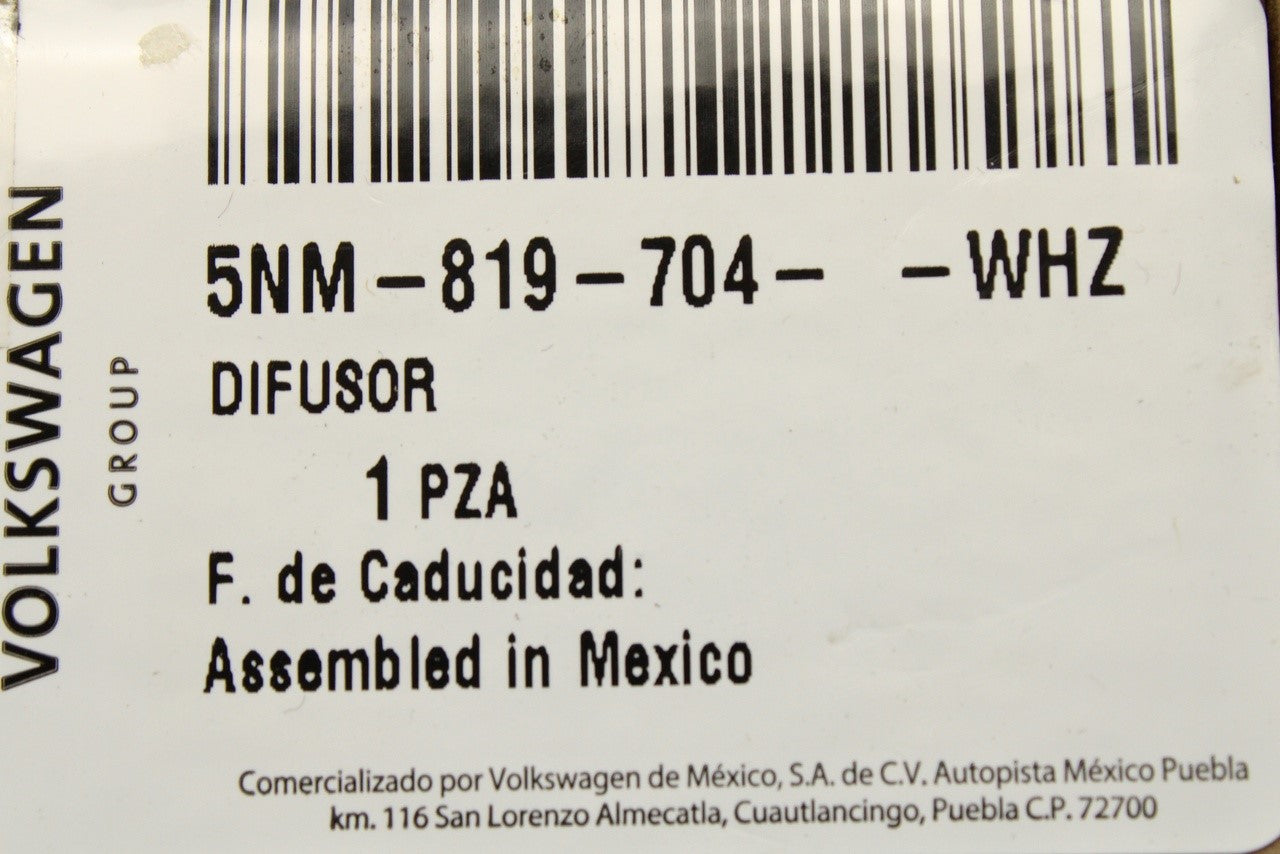 VOLKSWAGEN
GROUP
5NM-819-704- -WHZ
DIFUSOR
1 PZA
F. de Caducidad:
Assembled in Mexico
Comercializado por Volkswagen de México, S.A. de C.V. Autopista México Puebla
km. 116 San Lorenzo Almecatla, Cuautlancingo, Puebla C.P. 72700